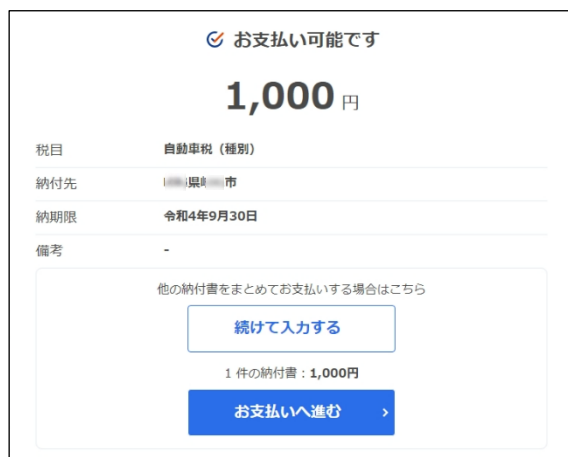 お支払い可能です
1,000 円
税目 自動車税（種別）
納付先 県 市
納期限 令和4年9月30日
備考 -
他の納付書をまとめてお支払いする場合はこちら
続けて入力する
1 件の納付書：1,000円
お支払いへ進む